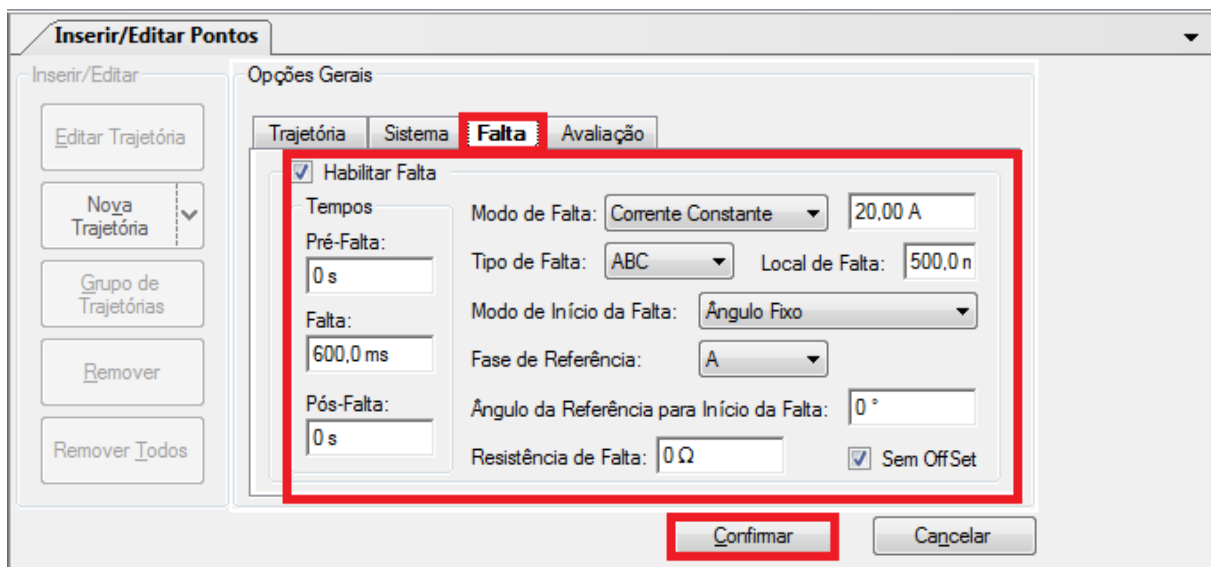 Inserir/Editar Pontos
Inserir/Editar
Editar Trajetória
Nova
Trajetória
Grupo de
Trajetórias
Remover
Remover Todos
Opções Gerais
Trajetória Sistema Falta Avaliação
Habilitar Falta
Tempos
Pré-Falta:
0 s
Falta:
600,0 ms
Pós-Falta:
0 s
Modo de Falta: Corrente Constante 20,00 A
Tipo de Falta: ABC Local de Falta: 500,0 n
Modo de Início da Falta: Ângulo Fixo
Fase de Referência: A
Ângulo da Referência para Início da Falta: 0 °
Resistência de Falta: 0 Ω Sem OffSet
Confirmar Cancelar